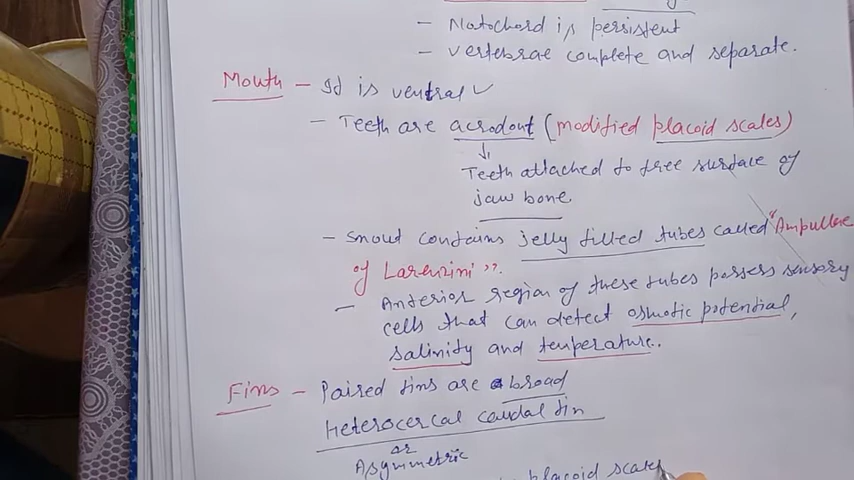 - Notochord is persistent
- vertebrae complete and separate.
Mouth - It is ventral ✓
- Teeth are acrodont (modified placoid scales)
↓
Teeth attached to free surface of
jaw bone
- Snout contains jelly filled tubes called "Ampullae
of Lorenzini".
- Anterior region of these tubes possess sensory
cells that can detect osmotic potential,
salinity and temperature..
Fins - Paired fins are broad
Heterocercal caudal fin
or
Asymmetric
placoid scales